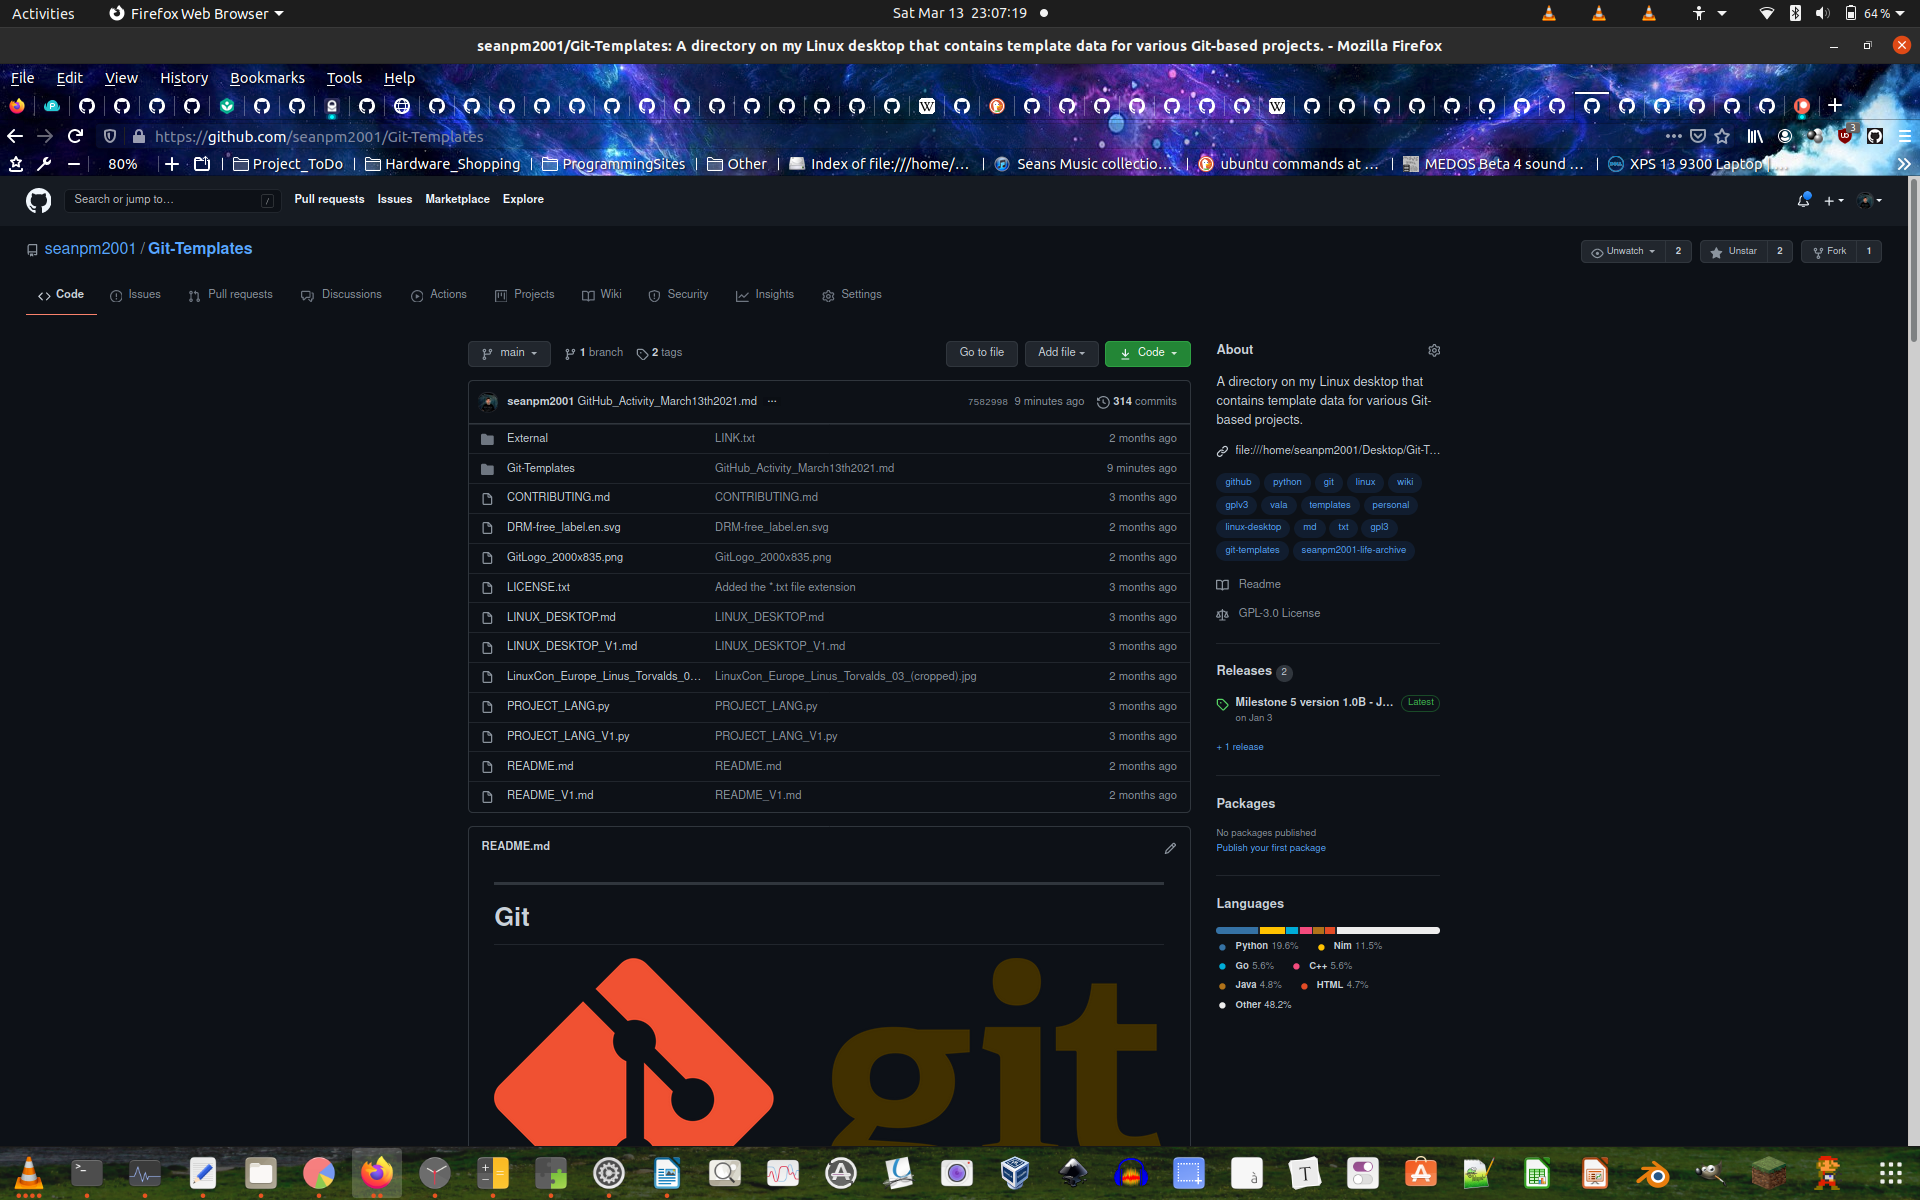 Activities
Firefox Web Browser
Sat Mar 13 23:07:19
64 %
seanpm2001/Git-Templates: A directory on my Linux desktop that contains template data for various Git-based projects. - Mozilla Firefox
File Edit View History Bookmarks Tools Help
https://github.com/seanpm2001/Git-Templates
3
80%
Project_ToDo
Hardware_Shopping
ProgrammingSites
Other
Index of file:///home/…
Seans Music collectio…
ubuntu commands at …
MEDOS Beta 4 sound …
XPS 13 9300 Laptop
Search or jump to…
/
Pull requests Issues Marketplace Explore
seanpm2001 / Git-Templates
Unwatch 2
Unstar 2
Fork 1
Code
Issues
Pull requests
Discussions
Actions
Projects
Wiki
Security
Insights
Settings
main
1 branch
2 tags
Go to file
Add file
Code
seanpm2001 GitHub_Activity_March13th2021.md ...
7582998 9 minutes ago
314 commits
External LINK.txt 2 months ago
Git-Templates GitHub_Activity_March13th2021.md 9 minutes ago
CONTRIBUTING.md CONTRIBUTING.md 3 months ago
DRM-free_label.en.svg DRM-free_label.en.svg 2 months ago
GitLogo_2000x835.png GitLogo_2000x835.png 2 months ago
LICENSE.txt Added the *.txt file extension 3 months ago
LINUX_DESKTOP.md LINUX_DESKTOP.md 3 months ago
LINUX_DESKTOP_V1.md LINUX_DESKTOP_V1.md 3 months ago
LinuxCon_Europe_Linus_Torvalds_0… LinuxCon_Europe_Linus_Torvalds_03_(cropped).jpg 2 months ago
PROJECT_LANG.py PROJECT_LANG.py 3 months ago
PROJECT_LANG_V1.py PROJECT_LANG_V1.py 3 months ago
README.md README.md 2 months ago
README_V1.md README_V1.md 2 months ago
README.md
Git
git
About
A directory on my Linux desktop that
contains template data for various Git-
based projects.
file:///home/seanpm2001/Desktop/Git-T…
github python git linux wiki
gplv3 vala templates personal
linux-desktop md txt gpl3
git-templates seanpm2001-life-archive
Readme
GPL-3.0 License
Releases 2
Milestone 5 version 1.0B - J… Latest
on Jan 3
+ 1 release
Packages
No packages published
Publish your first package
Languages
Python 19.6% Nim 11.5%
Go 5.6% C++ 5.6%
Java 4.8% HTML 4.7%
Other 48.2%